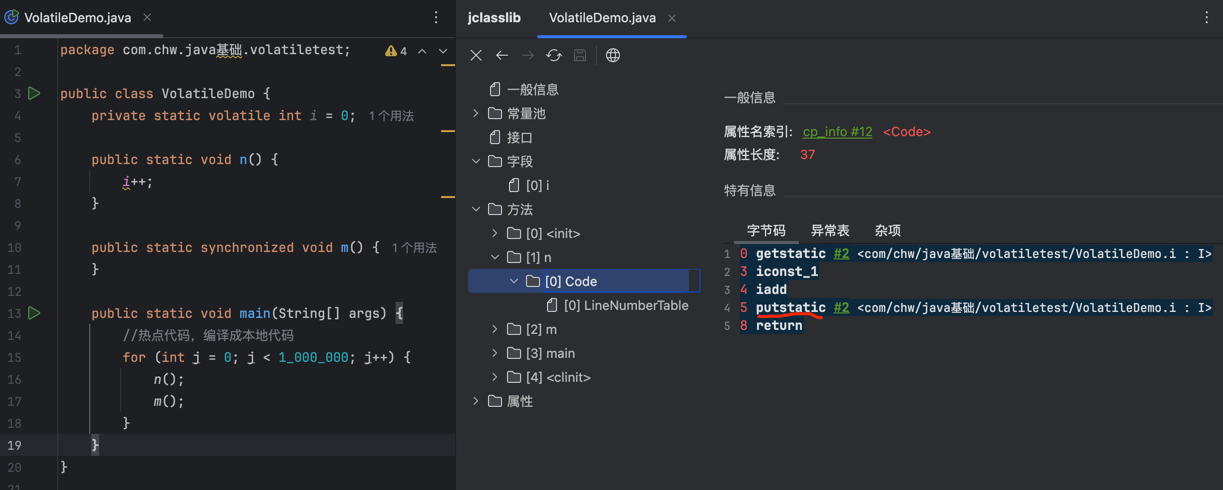 VolatileDemo.java
1 package com.chw.java基础.volatiletest;
4
2
3 public class VolatileDemo {
4 private static volatile int i = 0; 1 个用法
5
6 public static void n() {
7 i++;
8 }
9
10 public static synchronized void m() { 1 个用法
11 }
12
13 public static void main(String[] args) {
14 //热点代码，编译成本地代码
15 for (int j = 0; j < 1_000_000; j++) {
16 n();
17 m();
18 }
19 }
20 }
21
jclasslib VolatileDemo.java
一般信息
常量池
接口
字段
[0] i
方法
[0] <init>
[1] n
[0] Code
[0] LineNumberTable
[2] m
[3] main
[4] <clinit>
属性
一般信息
属性名索引: cp_info #12 <Code>
属性长度: 37
特有信息
字节码 异常表 杂项
1 0 getstatic #2 <com/chw/java基础/volatiletest/VolatileDemo.i : I>
2 3 iconst_1
3 4 iadd
4 5 putstatic #2 <com/chw/java基础/volatiletest/VolatileDemo.i : I>
5 8 return